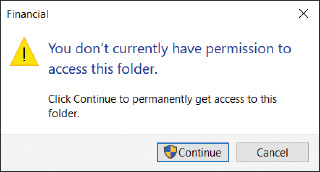 Financial
You don't currently have permission to
access this folder.
Click Continue to permanently get access to this
folder.
Continue
Cancel